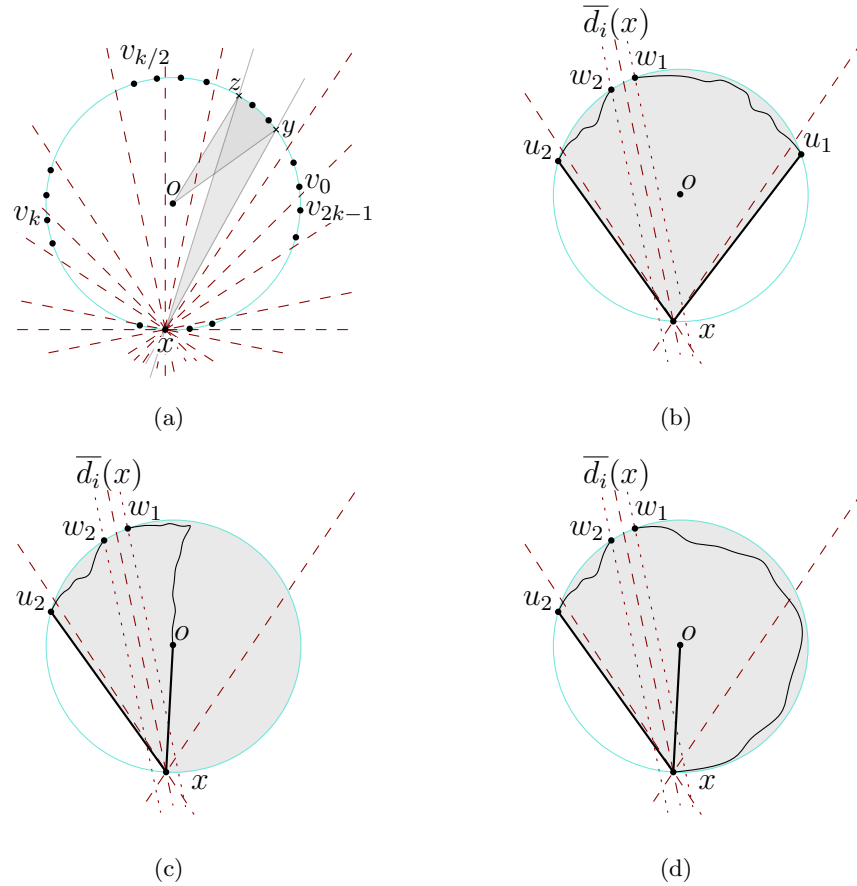 v_{k/2}
z
y
o
v_0
v_k
v_{2k−1}
x
(a)
\overline{d_i}(x)
w_1
w_2
u_1
u_2
o
x
(b)
\overline{d_i}(x)
w_1
w_2
u_2
o
x
(c)
\overline{d_i}(x)
w_1
w_2
u_2
o
x
(d)